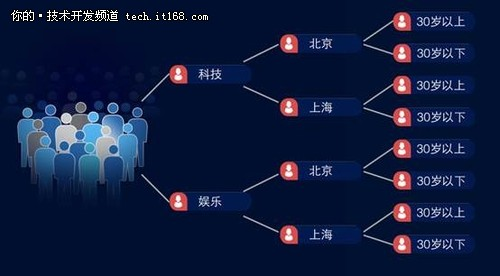 你的·技术开发频道 tech.it168.com
科技
北京
30岁以上
30岁以下
上海
30岁以上
30岁以下
娱乐
北京
30岁以上
30岁以下
上海
30岁以上
30岁以下